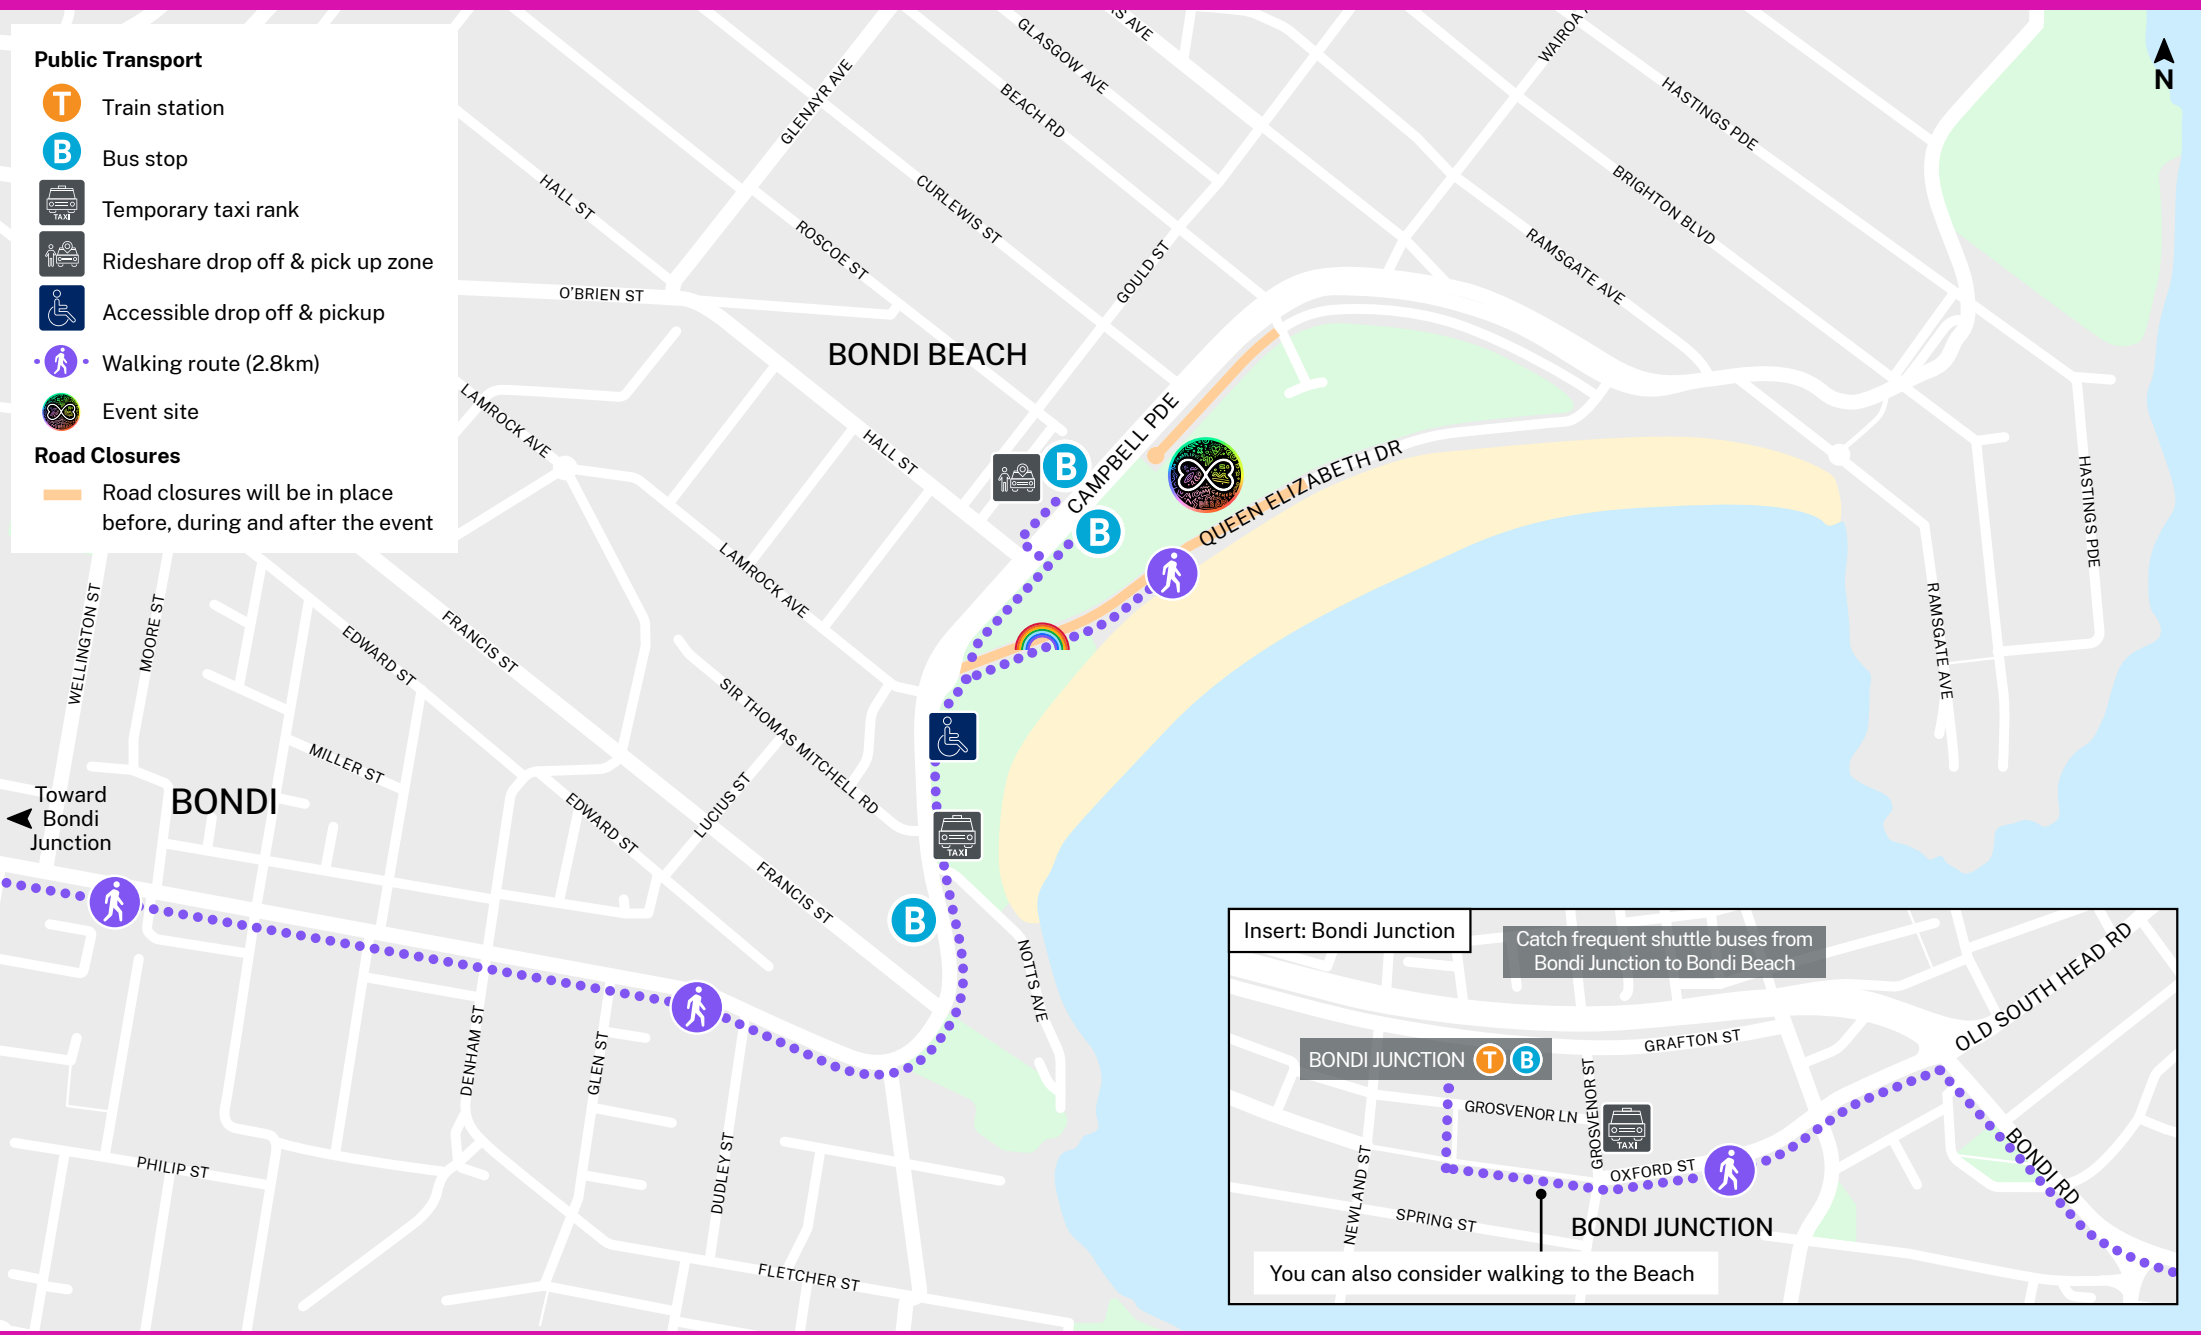 Public Transport
T Train station
B Bus stop
TAXI Temporary taxi rank
Rideshare drop off & pick up zone
Accessible drop off & pickup
Walking route (2.8km)
Event site
Road Closures
Road closures will be in place
before, during and after the event
N
GLASGOW AVE
BEACH RD
GLENAYR AVE
HASTINGS PDE
BRIGHTON BLVD
RAMSGATE AVE
HALL ST
CURLEWIS ST
ROSCOE ST
GOULD ST
O'BRIEN ST
BONDI BEACH
LAMROCK AVE
HALL ST
CAMPBELL PDE
B
B
QUEEN ELIZABETH DR
HASTINGS PDE
RAMSGATE AVE
LAMROCK AVE
WELLINGTON ST
MOORE ST
EDWARD ST
FRANCIS ST
SIR THOMAS MITCHELL RD
MILLER ST
LUCIUS ST
EDWARD ST
FRANCIS ST
BONDI
Toward
Bondi
Junction
TAXI
B
NOTTS AVE
DENHAM ST
GLEN ST
DUDLEY ST
PHILIP ST
FLETCHER ST
Insert: Bondi Junction
Catch frequent shuttle buses from
Bondi Junction to Bondi Beach
OLD SOUTH HEAD RD
GRAFTON ST
BONDI JUNCTION T B
GROSVENOR LN
GROSVENOR ST
TAXI
OXFORD ST
NEWLAND ST
SPRING ST
BONDI RD
BONDI JUNCTION
You can also consider walking to the Beach